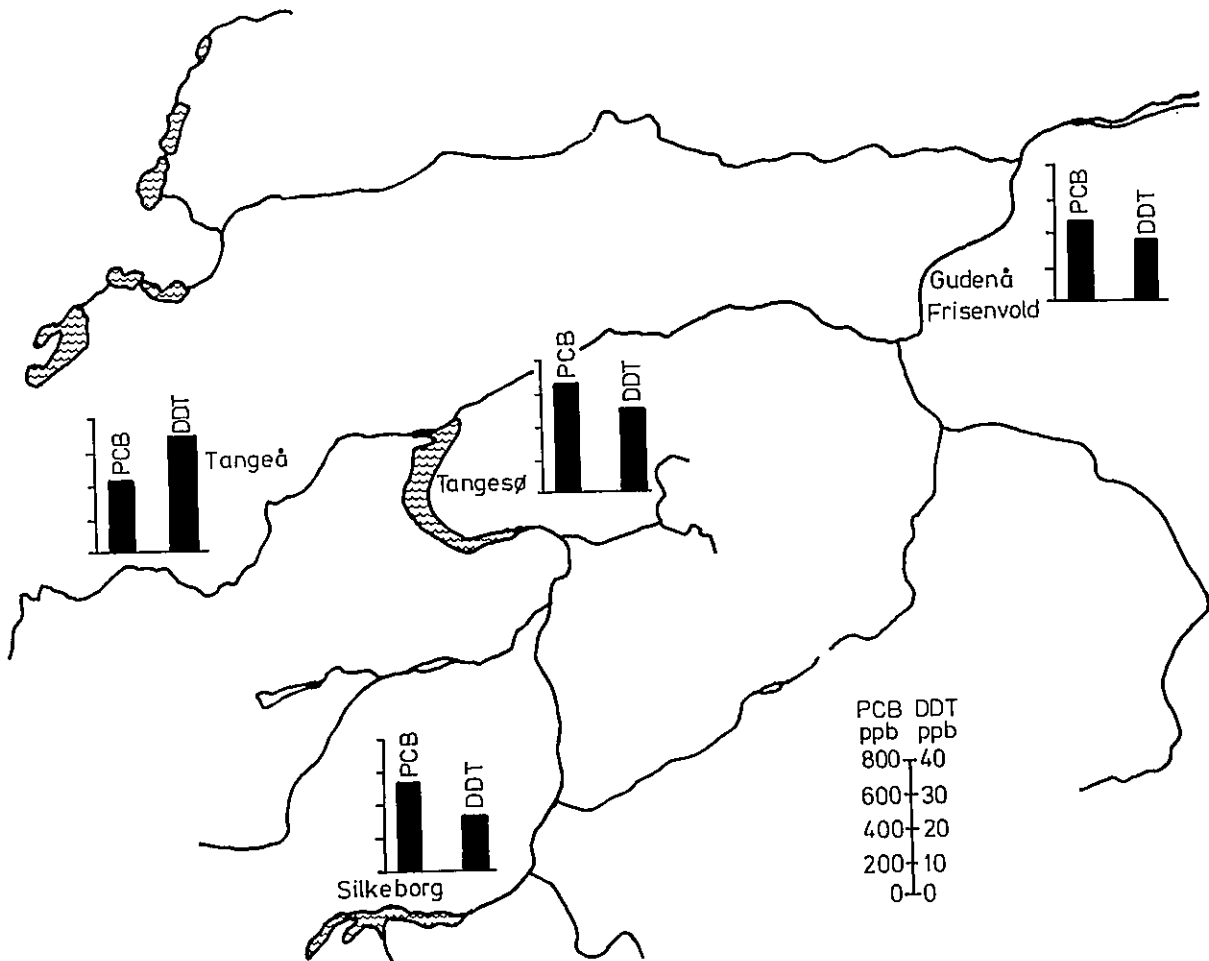 PCB
DDT
Gudenå
Frisenvold
PCB
DDT
Tangesø
PCB
DDT
Tangeå
PCB
DDT
Silkeborg
PCB DDT
ppb ppb
800 40
600 30
400 20
200 10
0 0